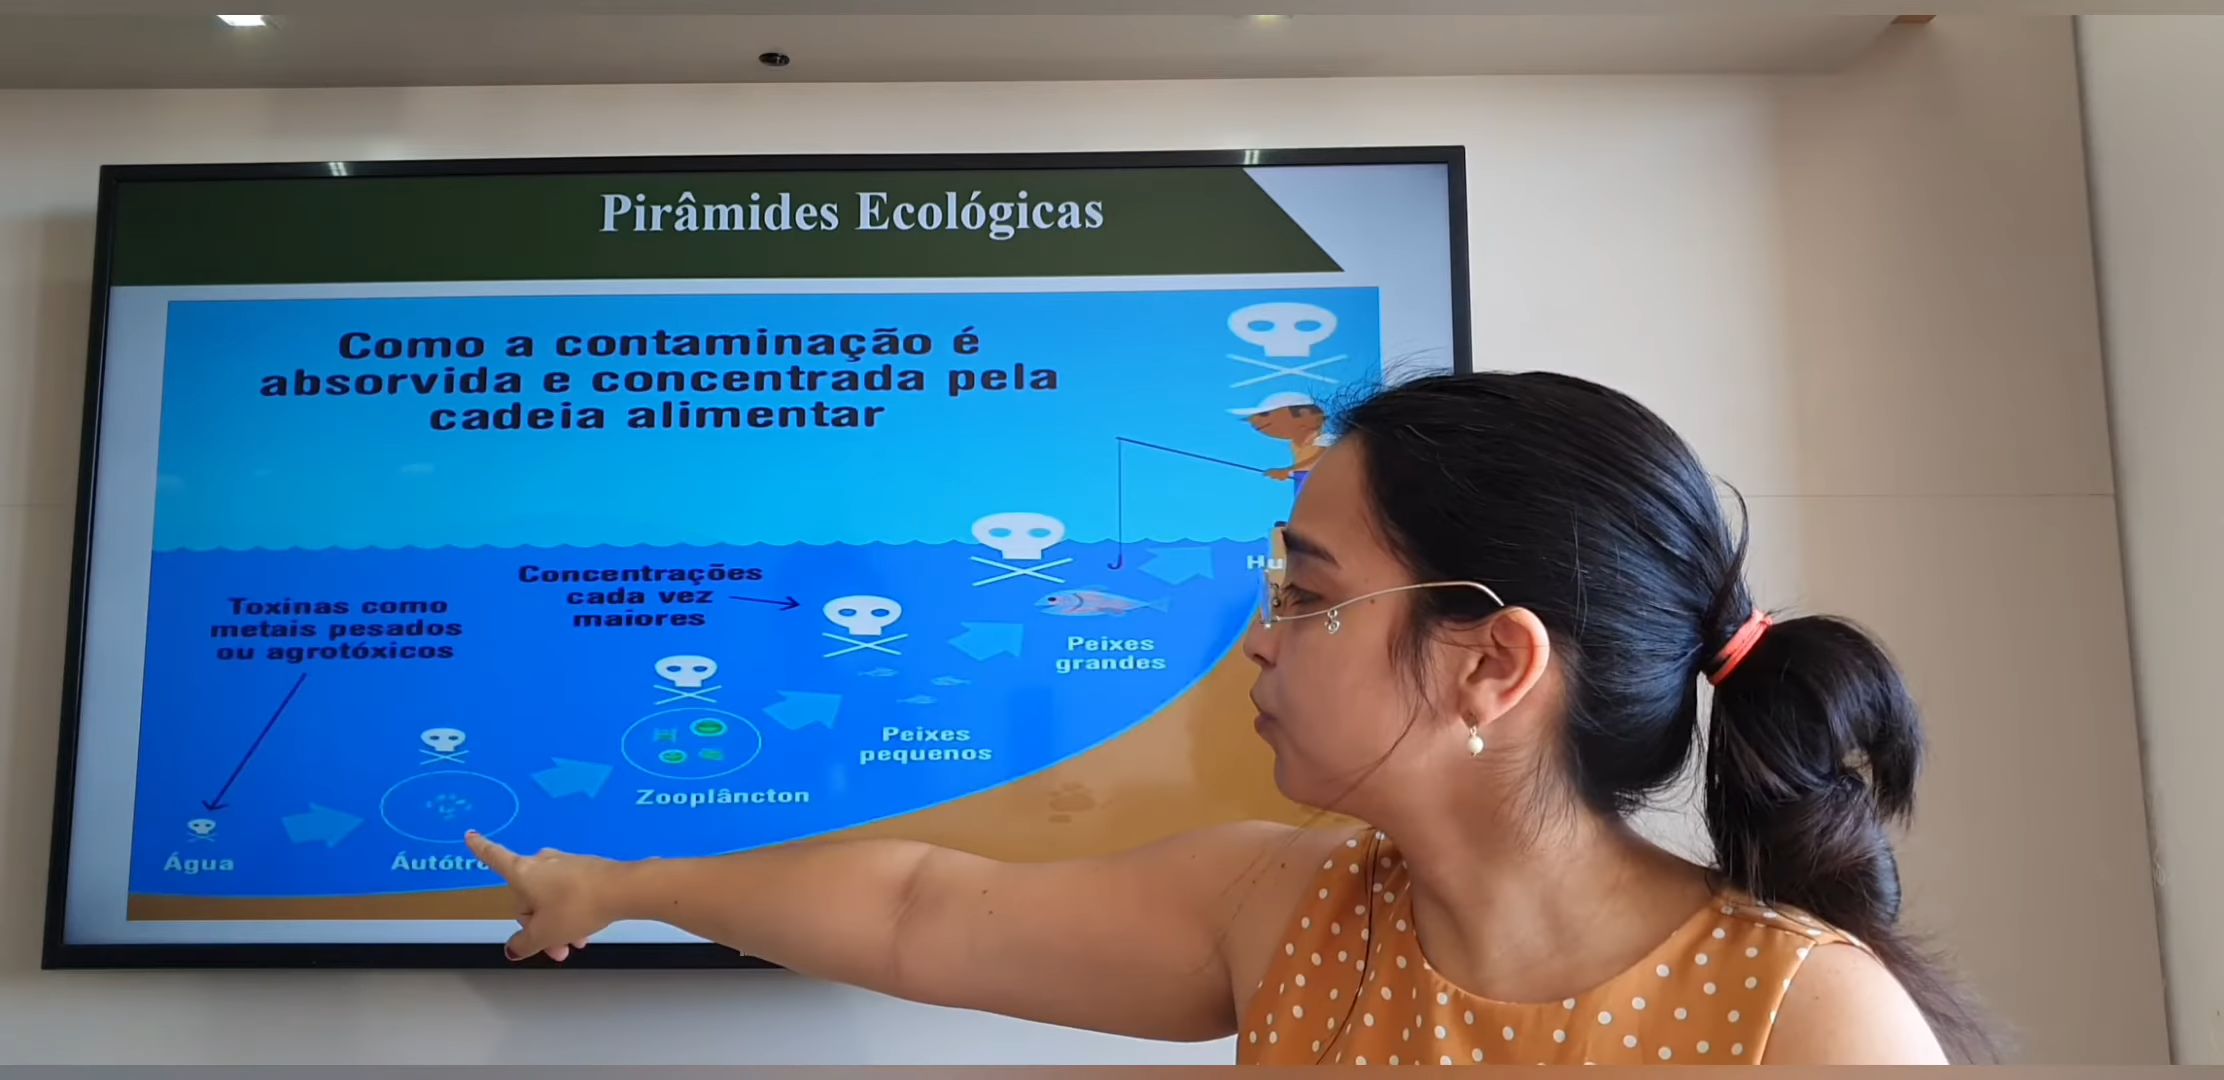 Pirâmides Ecológicas
Como a contaminação é
absorvida e concentrada pela
cadeia alimentar
Toxinas como
metais pesados
ou agrotóxicos
Concentrações
cada vez
maiores
Água
Zooplâncton
Peixes
pequenos
Peixes
grandes